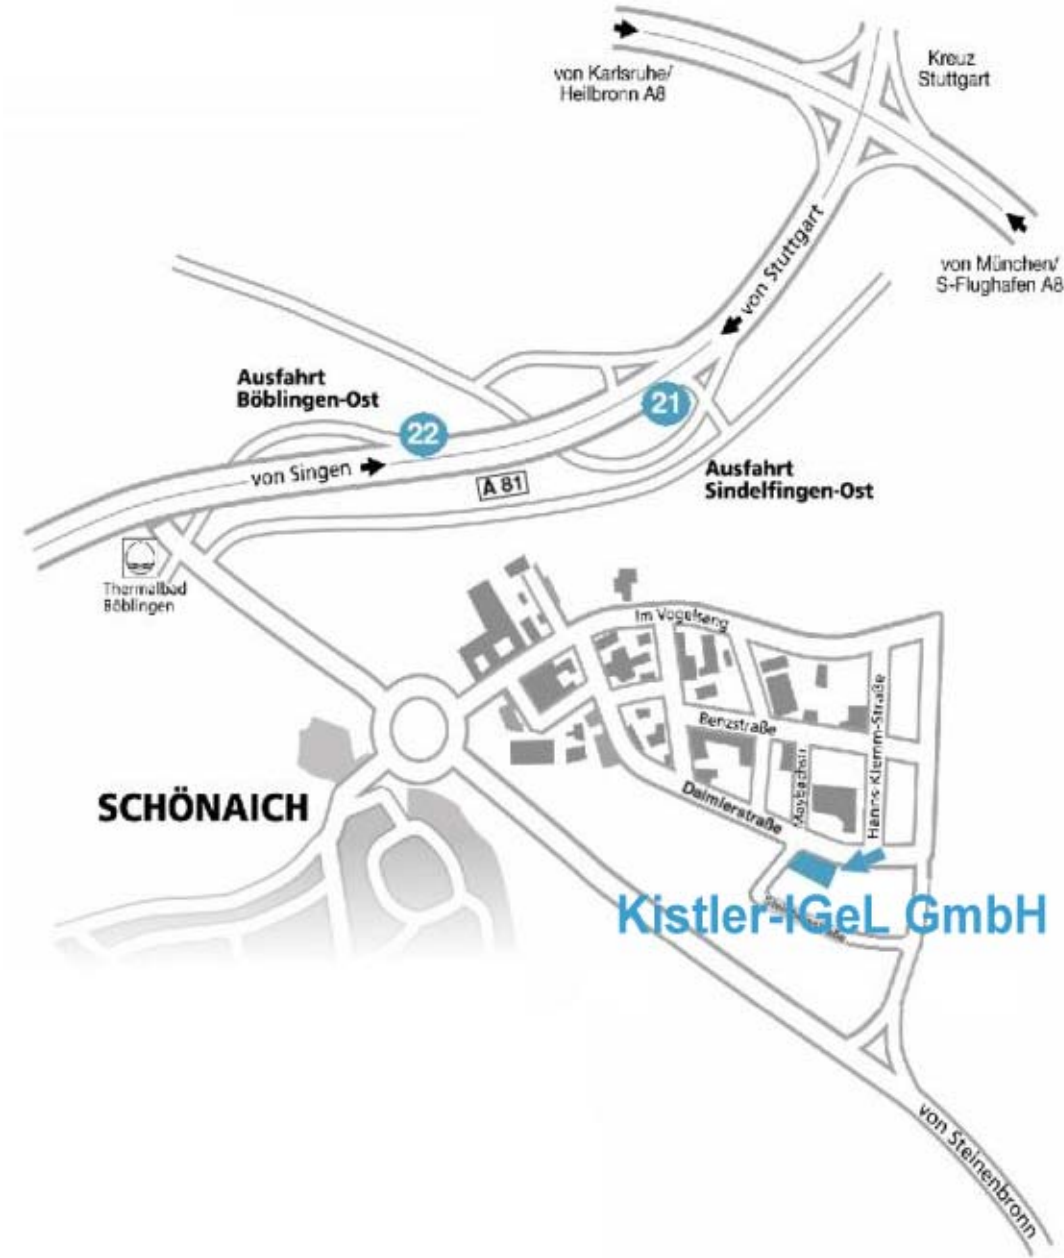 Kreuz
Stuttgart
von Karlsruhe/
Heilbronn A8
von Stuttgart
von München/
S-Flughafen A8
Ausfahrt
Böblingen-Ost
21
22
von Singen
Ausfahrt
Sindelfingen-Ost
A 81
Thermalbad
Böblingen
Im Vogelsang
Hanns-Klemm-Straße
Benzstraße
Maybachstr.
Daimlerstraße
SCHÖNAICH
Kistler-IGeL GmbH
von Steinenbronn